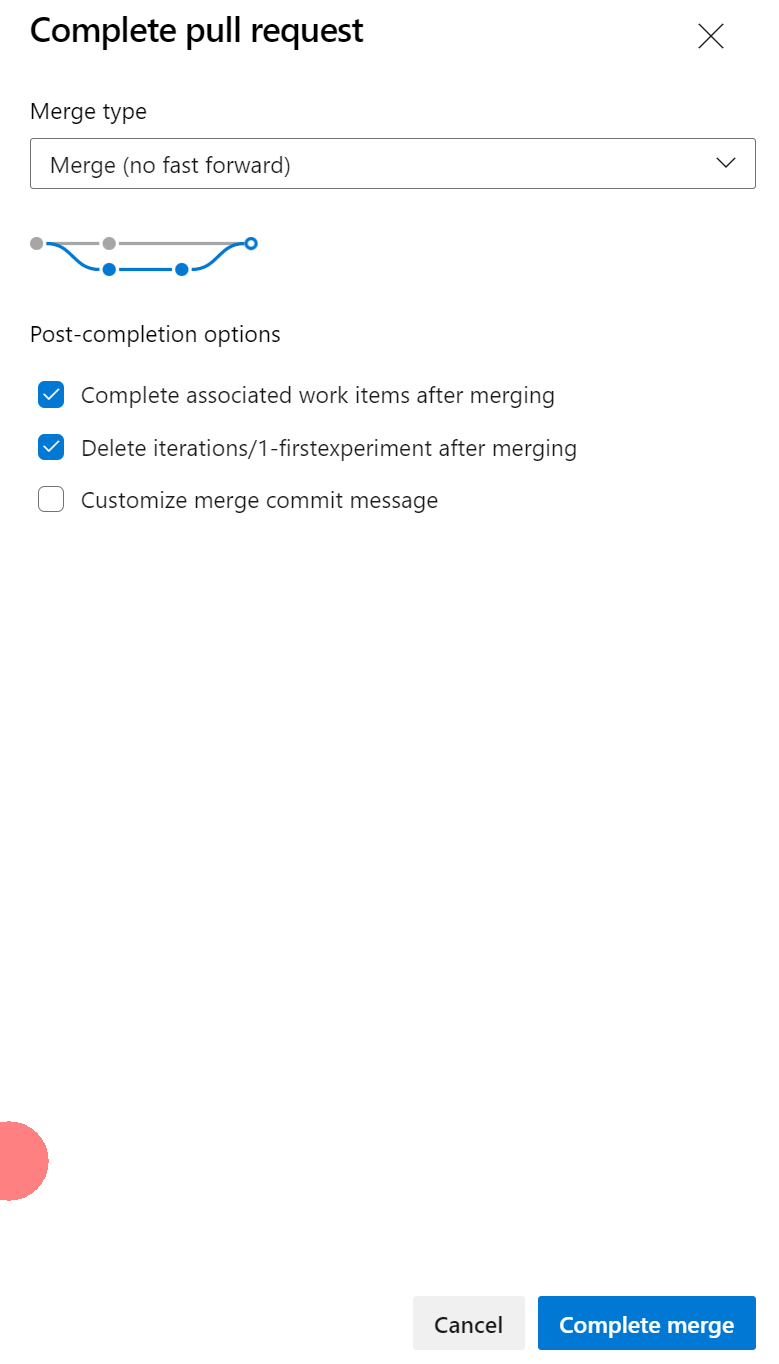 Complete pull request
Merge type
Merge (no fast forward)
Post-completion options
Complete associated work items after merging
Delete iterations/1-firstexperiment after merging
Customize merge commit message
Cancel
Complete merge